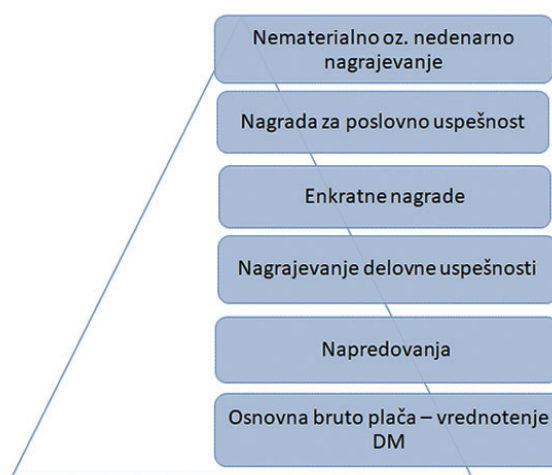 Nematerialno oz. nedenarno
nagrajevanje
Nagrada za poslovno uspešnost
Enkratne nagrade
Nagrajevanje delovne uspešnosti
Napredovanja
Osnovna bruto plača – vrednotenje
DM